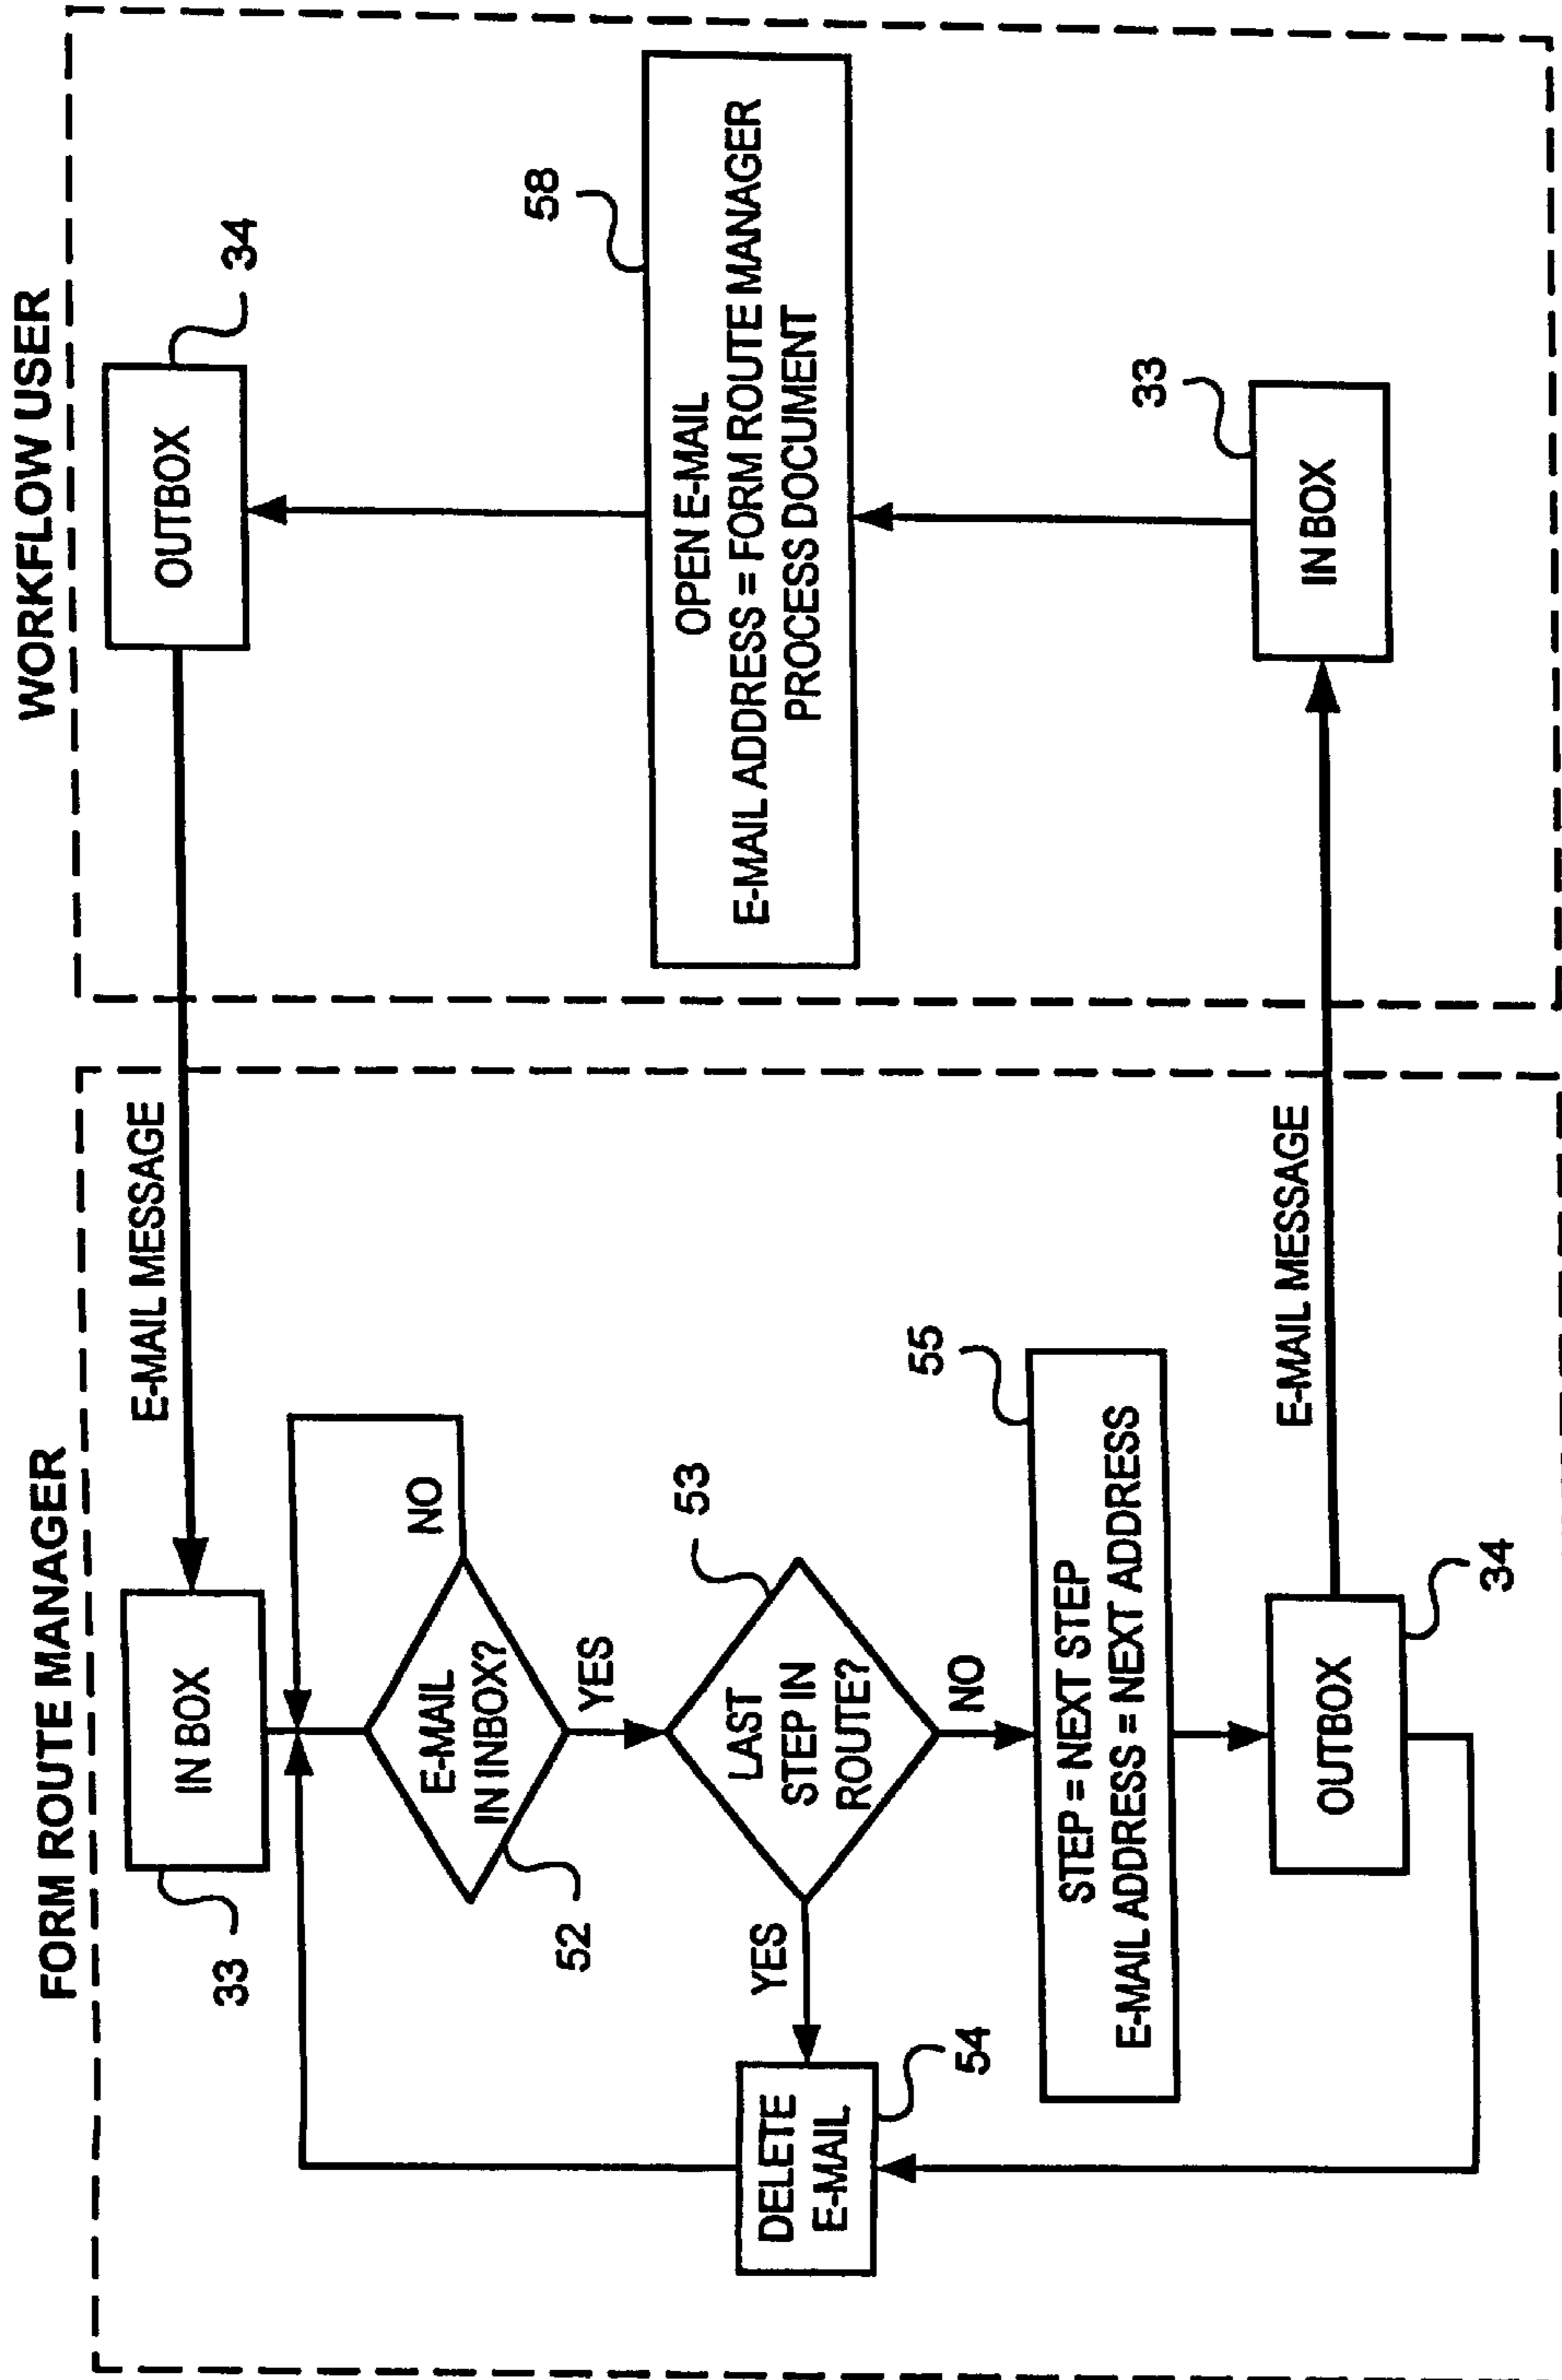 FORM ROUTE MANAGER
33
IN BOX
E-MAIL MESSAGE
NO
E-MAIL
IN INBOX?
52
YES
LAST
STEP IN
ROUTE?
53
YES
DELETE
E-MAIL
54
NO
55
STEP = NEXT STEP
E-MAIL ADDRESS = NEXT ADDRESS
OUTBOX
34
E-MAIL MESSAGE
WORKFLOW USER
OUTBOX
34
58
OPEN E-MAIL
E-MAIL ADDRESS = FORM ROUTE MANAGER
PROCESS DOCUMENT
33
IN BOX